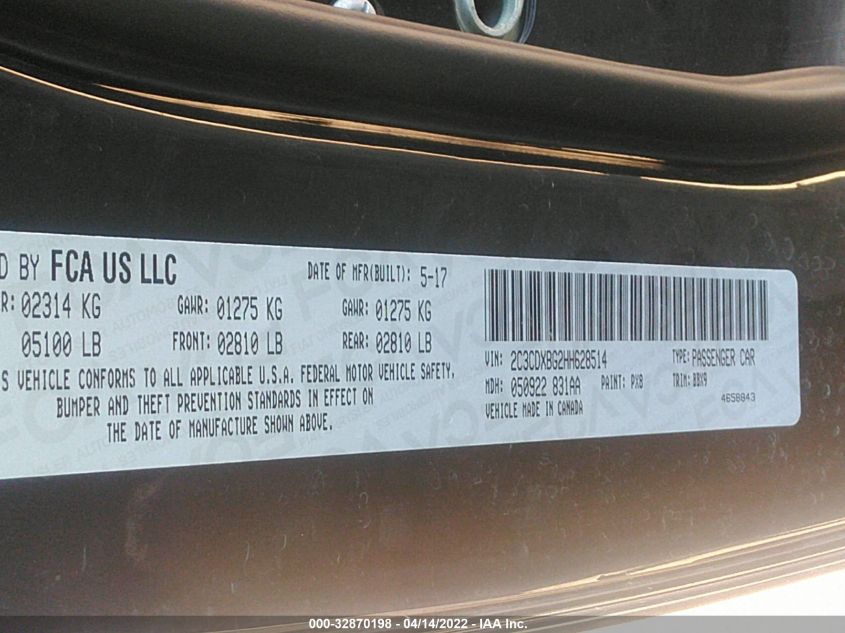 D BY FCA US LLC DATE OF MFR(BUILT): 5-17
R: 02314 KG GAWR: 01275 KG GAWR: 01275 KG
05100 LB FRONT: 02810 LB REAR: 02810 LB
S VEHICLE CONFORMS TO ALL APPLICABLE U.S.A. FEDERAL MOTOR VEHICLE SAFETY,
BUMPER AND THEFT PREVENTION STANDARDS IN EFFECT ON
THE DATE OF MANUFACTURE SHOWN ABOVE.
VIN: 2C3CDXBG2HH628514 TYPE: PASSENGER CAR
MDH: 050922 831AA PAINT: PX8 TRIM: BBX9
VEHICLE MADE IN CANADA 4658843
000-32870198 - 04/14/2022 - IAA Inc.